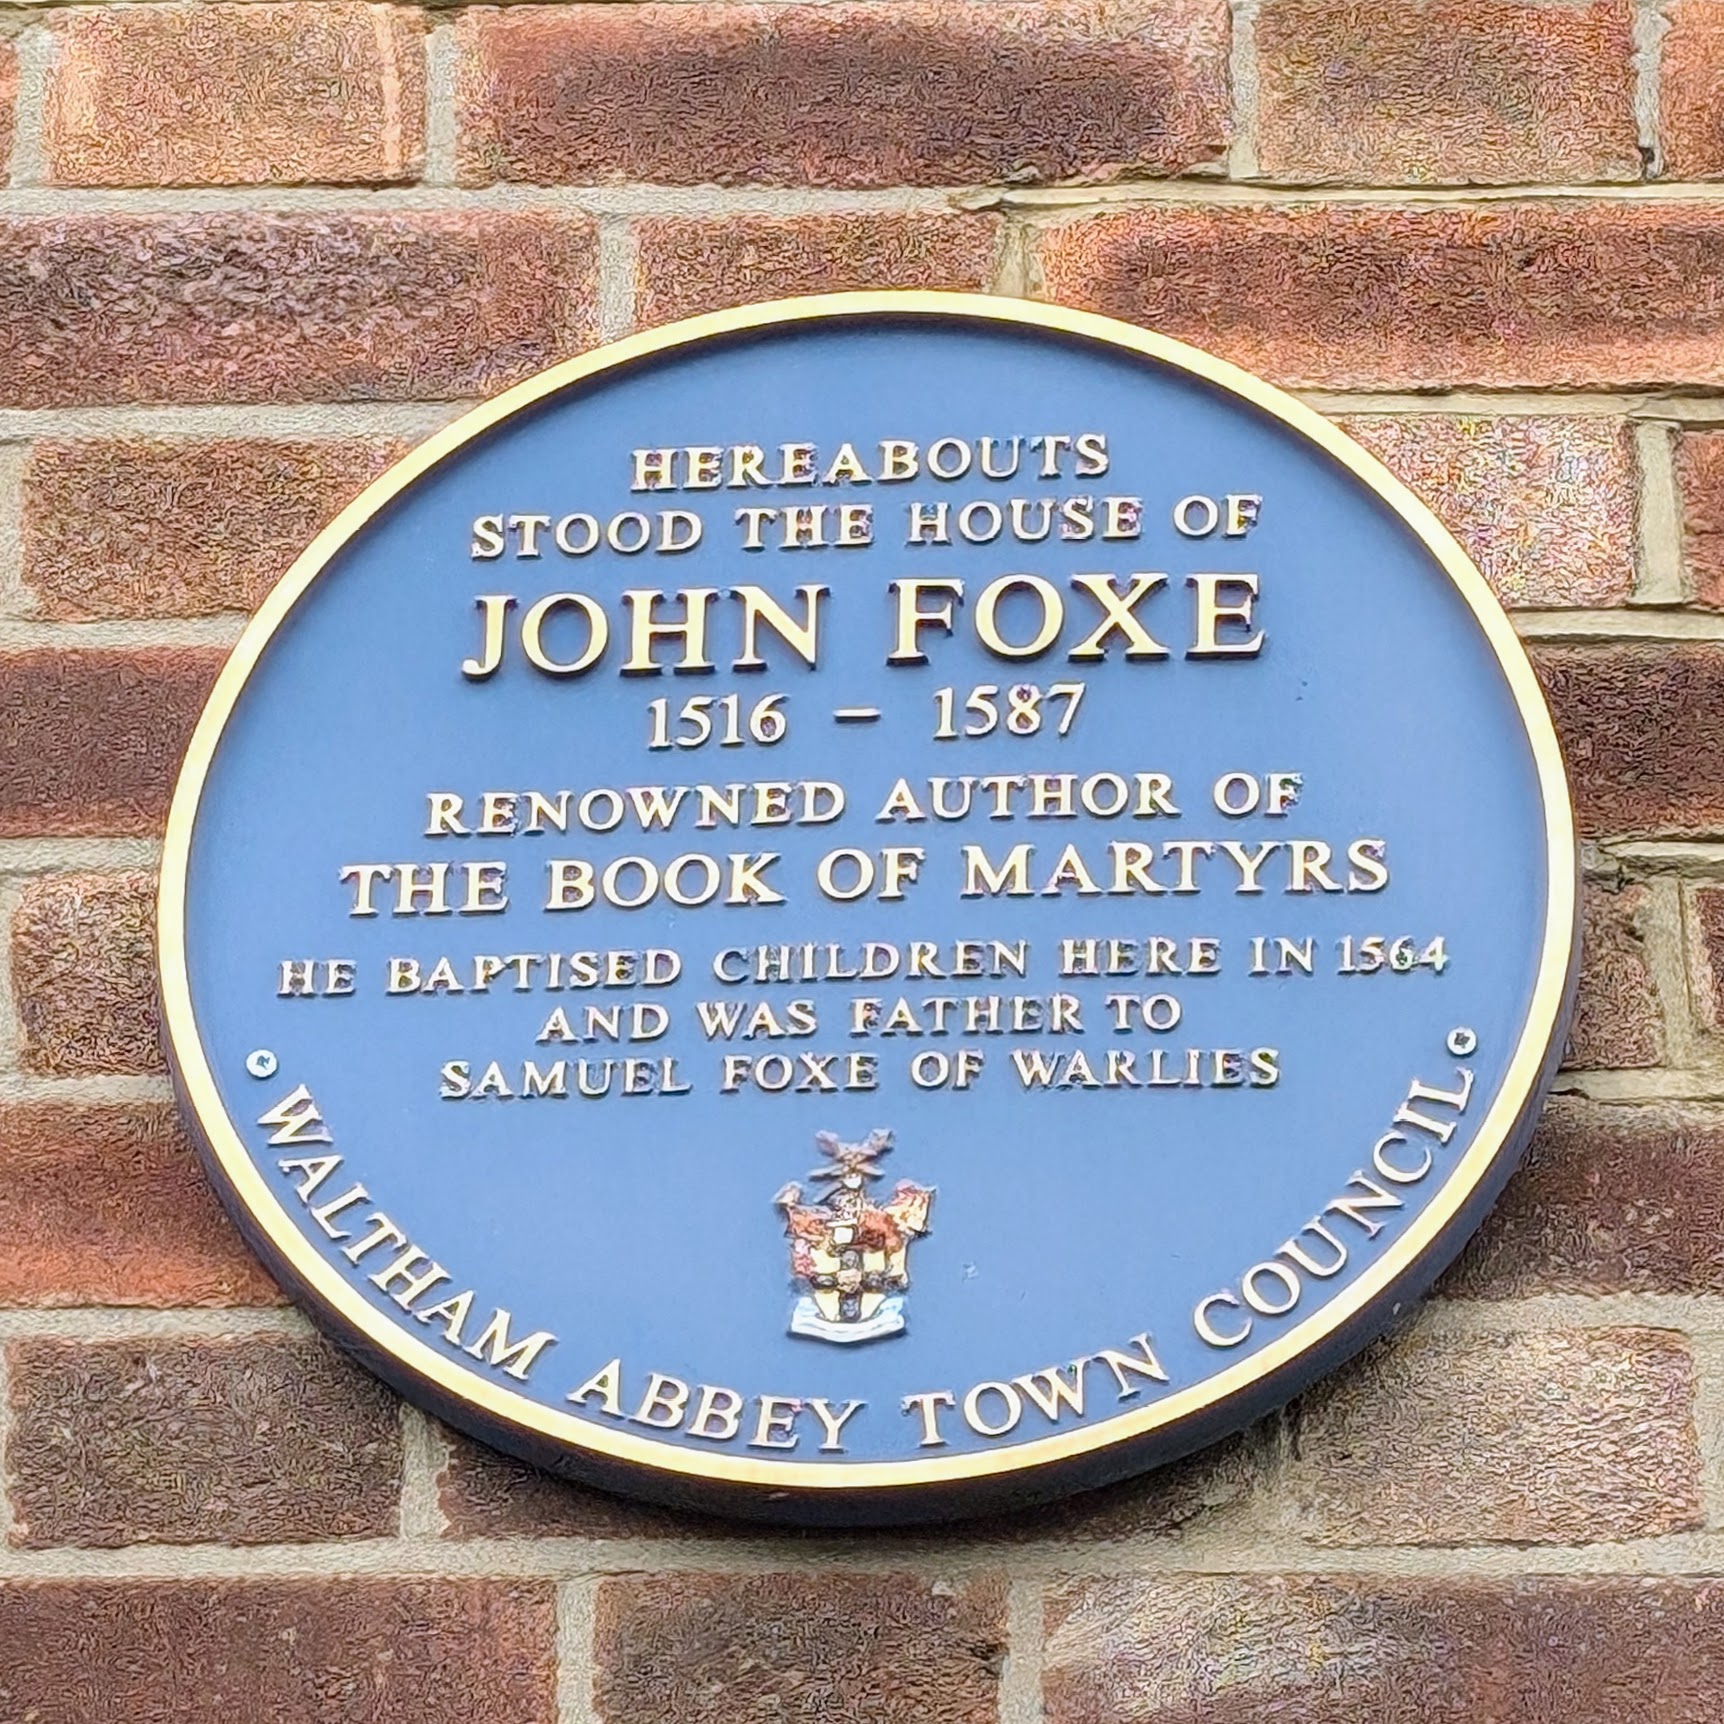 HEREABOUTS
STOOD THE HOUSE OF
JOHN FOXE
1516 – 1587
RENOWNED AUTHOR OF
THE BOOK OF MARTYRS
HE BAPTISED CHILDREN HERE IN 1564
AND WAS FATHER TO
SAMUEL FOXE OF WARLIES
WALTHAM ABBEY TOWN COUNCIL